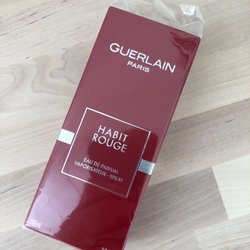 GUERLAIN
PARIS
HABIT
ROUGE
EAU DE PARFUM
VAPORISATEUR · SPRAY